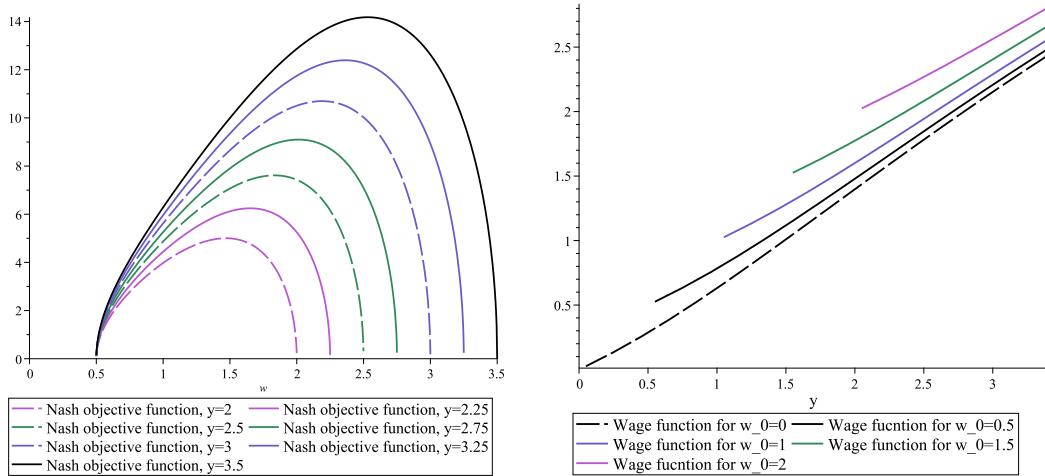 14
12
10
8
6
4
2
0
0 0.5 1 1.5 2 2.5 3 3.5
w
Nash objective function, y=2 Nash objective function, y=2.25
Nash objective function, y=2.5 Nash objective function, y=2.75
Nash objective function, y=3 Nash objective function, y=3.25
Nash objective function, y=3.5
2.5
2
1.5
1
0.5
0 0.5 1 1.5 2 2.5 3
y
Wage function for w_0=0 Wage fucntion for w_0=0.5
Wage function for w_0=1 Wage function for w_0=1.5
Wage fucntion for w_0=2